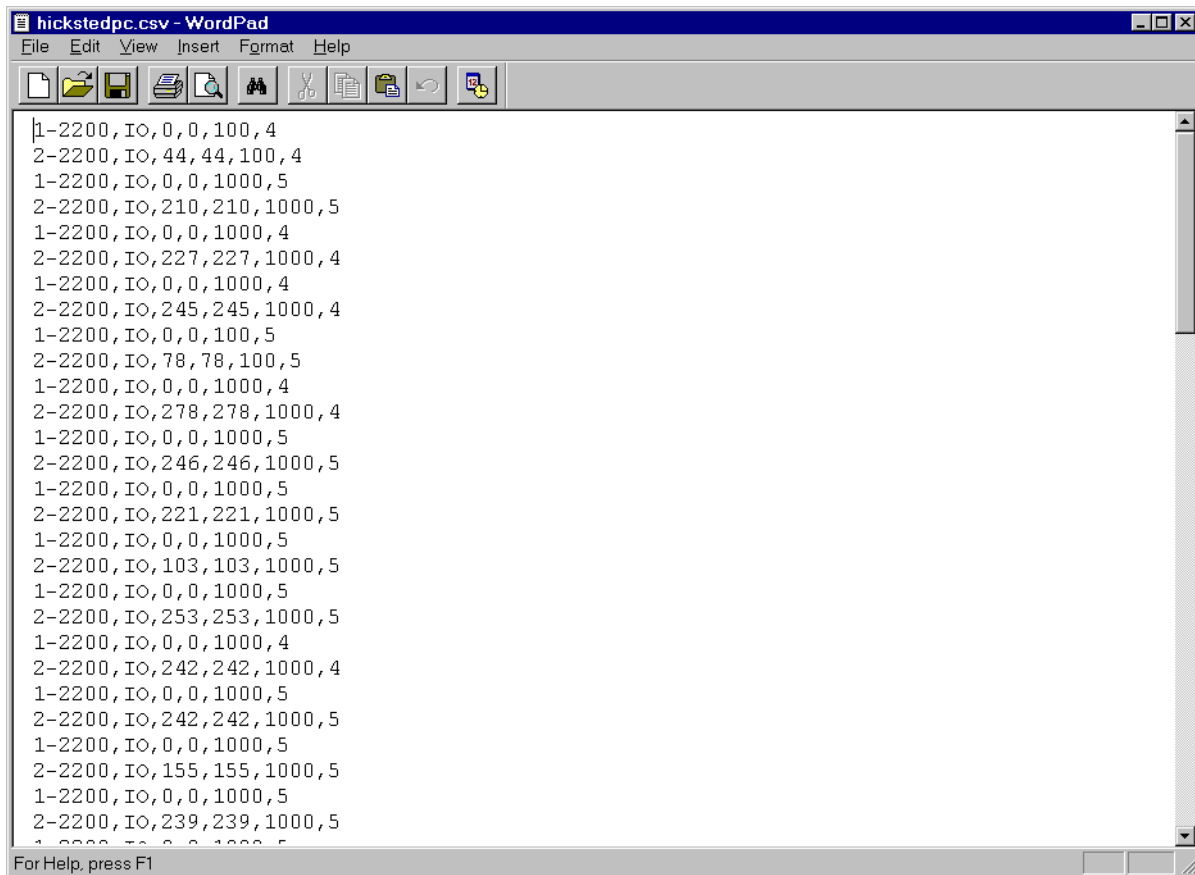 hickstedpc.csv - WordPad
File Edit View Insert Format Help
12
1-2200,IO,0,0,100,4
2-2200,IO,44,44,100,4
1-2200,IO,0,0,1000,5
2-2200,IO,210,210,1000,5
1-2200,IO,0,0,1000,4
2-2200,IO,227,227,1000,4
1-2200,IO,0,0,1000,4
2-2200,IO,245,245,1000,4
1-2200,IO,0,0,100,5
2-2200,IO,78,78,100,5
1-2200,IO,0,0,1000,4
2-2200,IO,278,278,1000,4
1-2200,IO,0,0,1000,5
2-2200,IO,246,246,1000,5
1-2200,IO,0,0,1000,5
2-2200,IO,221,221,1000,5
1-2200,IO,0,0,1000,5
2-2200,IO,103,103,1000,5
1-2200,IO,0,0,1000,5
2-2200,IO,253,253,1000,5
1-2200,IO,0,0,1000,4
2-2200,IO,242,242,1000,4
1-2200,IO,0,0,1000,5
2-2200,IO,242,242,1000,5
1-2200,IO,0,0,1000,5
2-2200,IO,155,155,1000,5
1-2200,IO,0,0,1000,5
2-2200,IO,239,239,1000,5
For Help, press F1